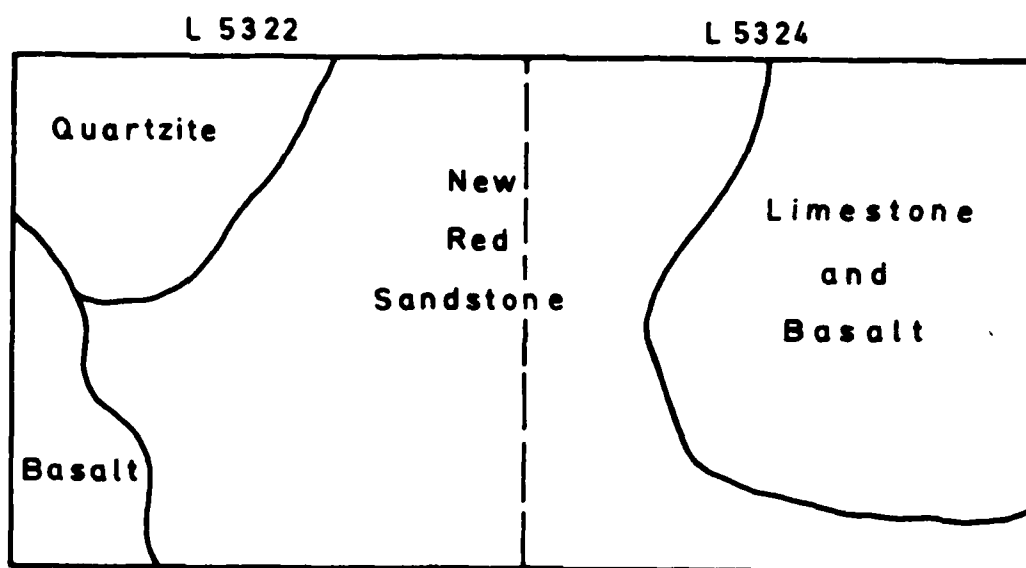 L 5322
L 5324
Quartzite
New
Red
Sandstone
Limestone
and
Basalt
Basalt